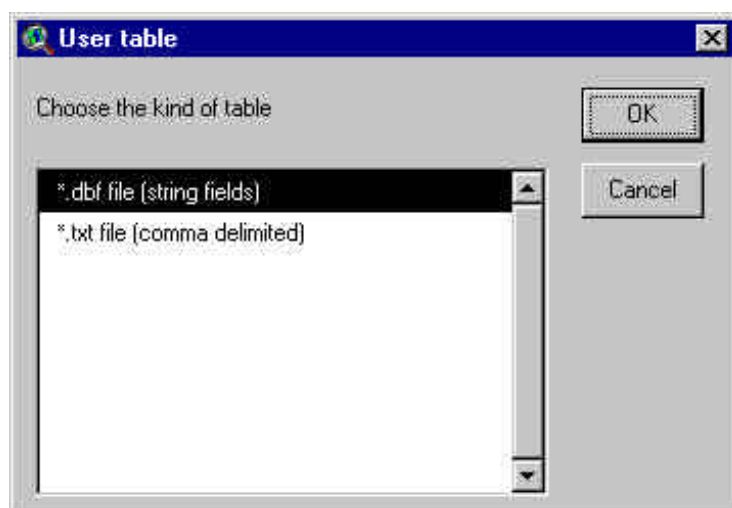 User table
Choose the kind of table
OK
*.dbf file (string fields)
Cancel
*.txt file (comma delimited)